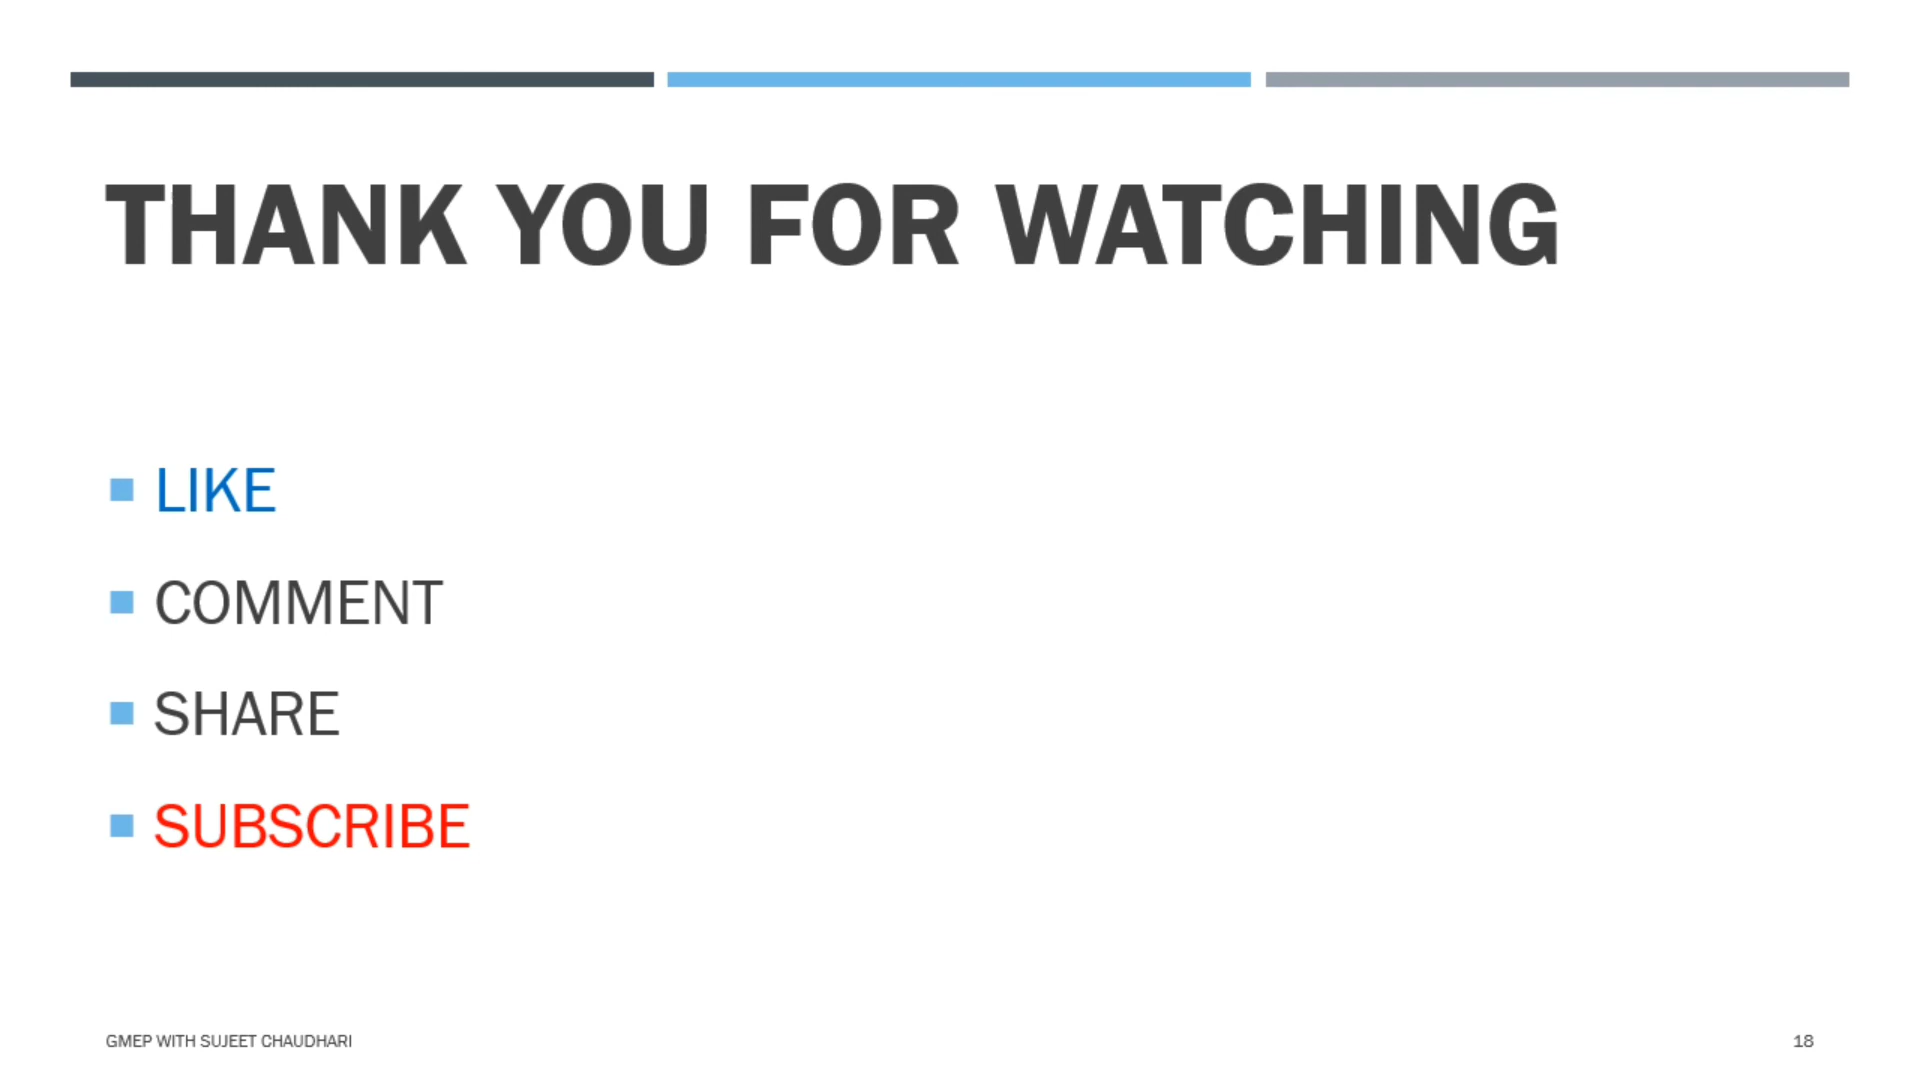 THANK YOU FOR WATCHING
LIKE
COMMENT
SHARE
SUBSCRIBE
GMEP WITH SUJEET CHAUDHARI
18